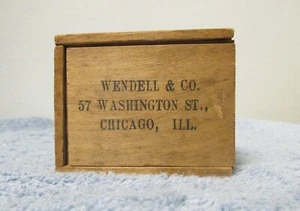 WENDELL & CO.
57 WASHINGTON ST.,
CHICAGO, ILL.